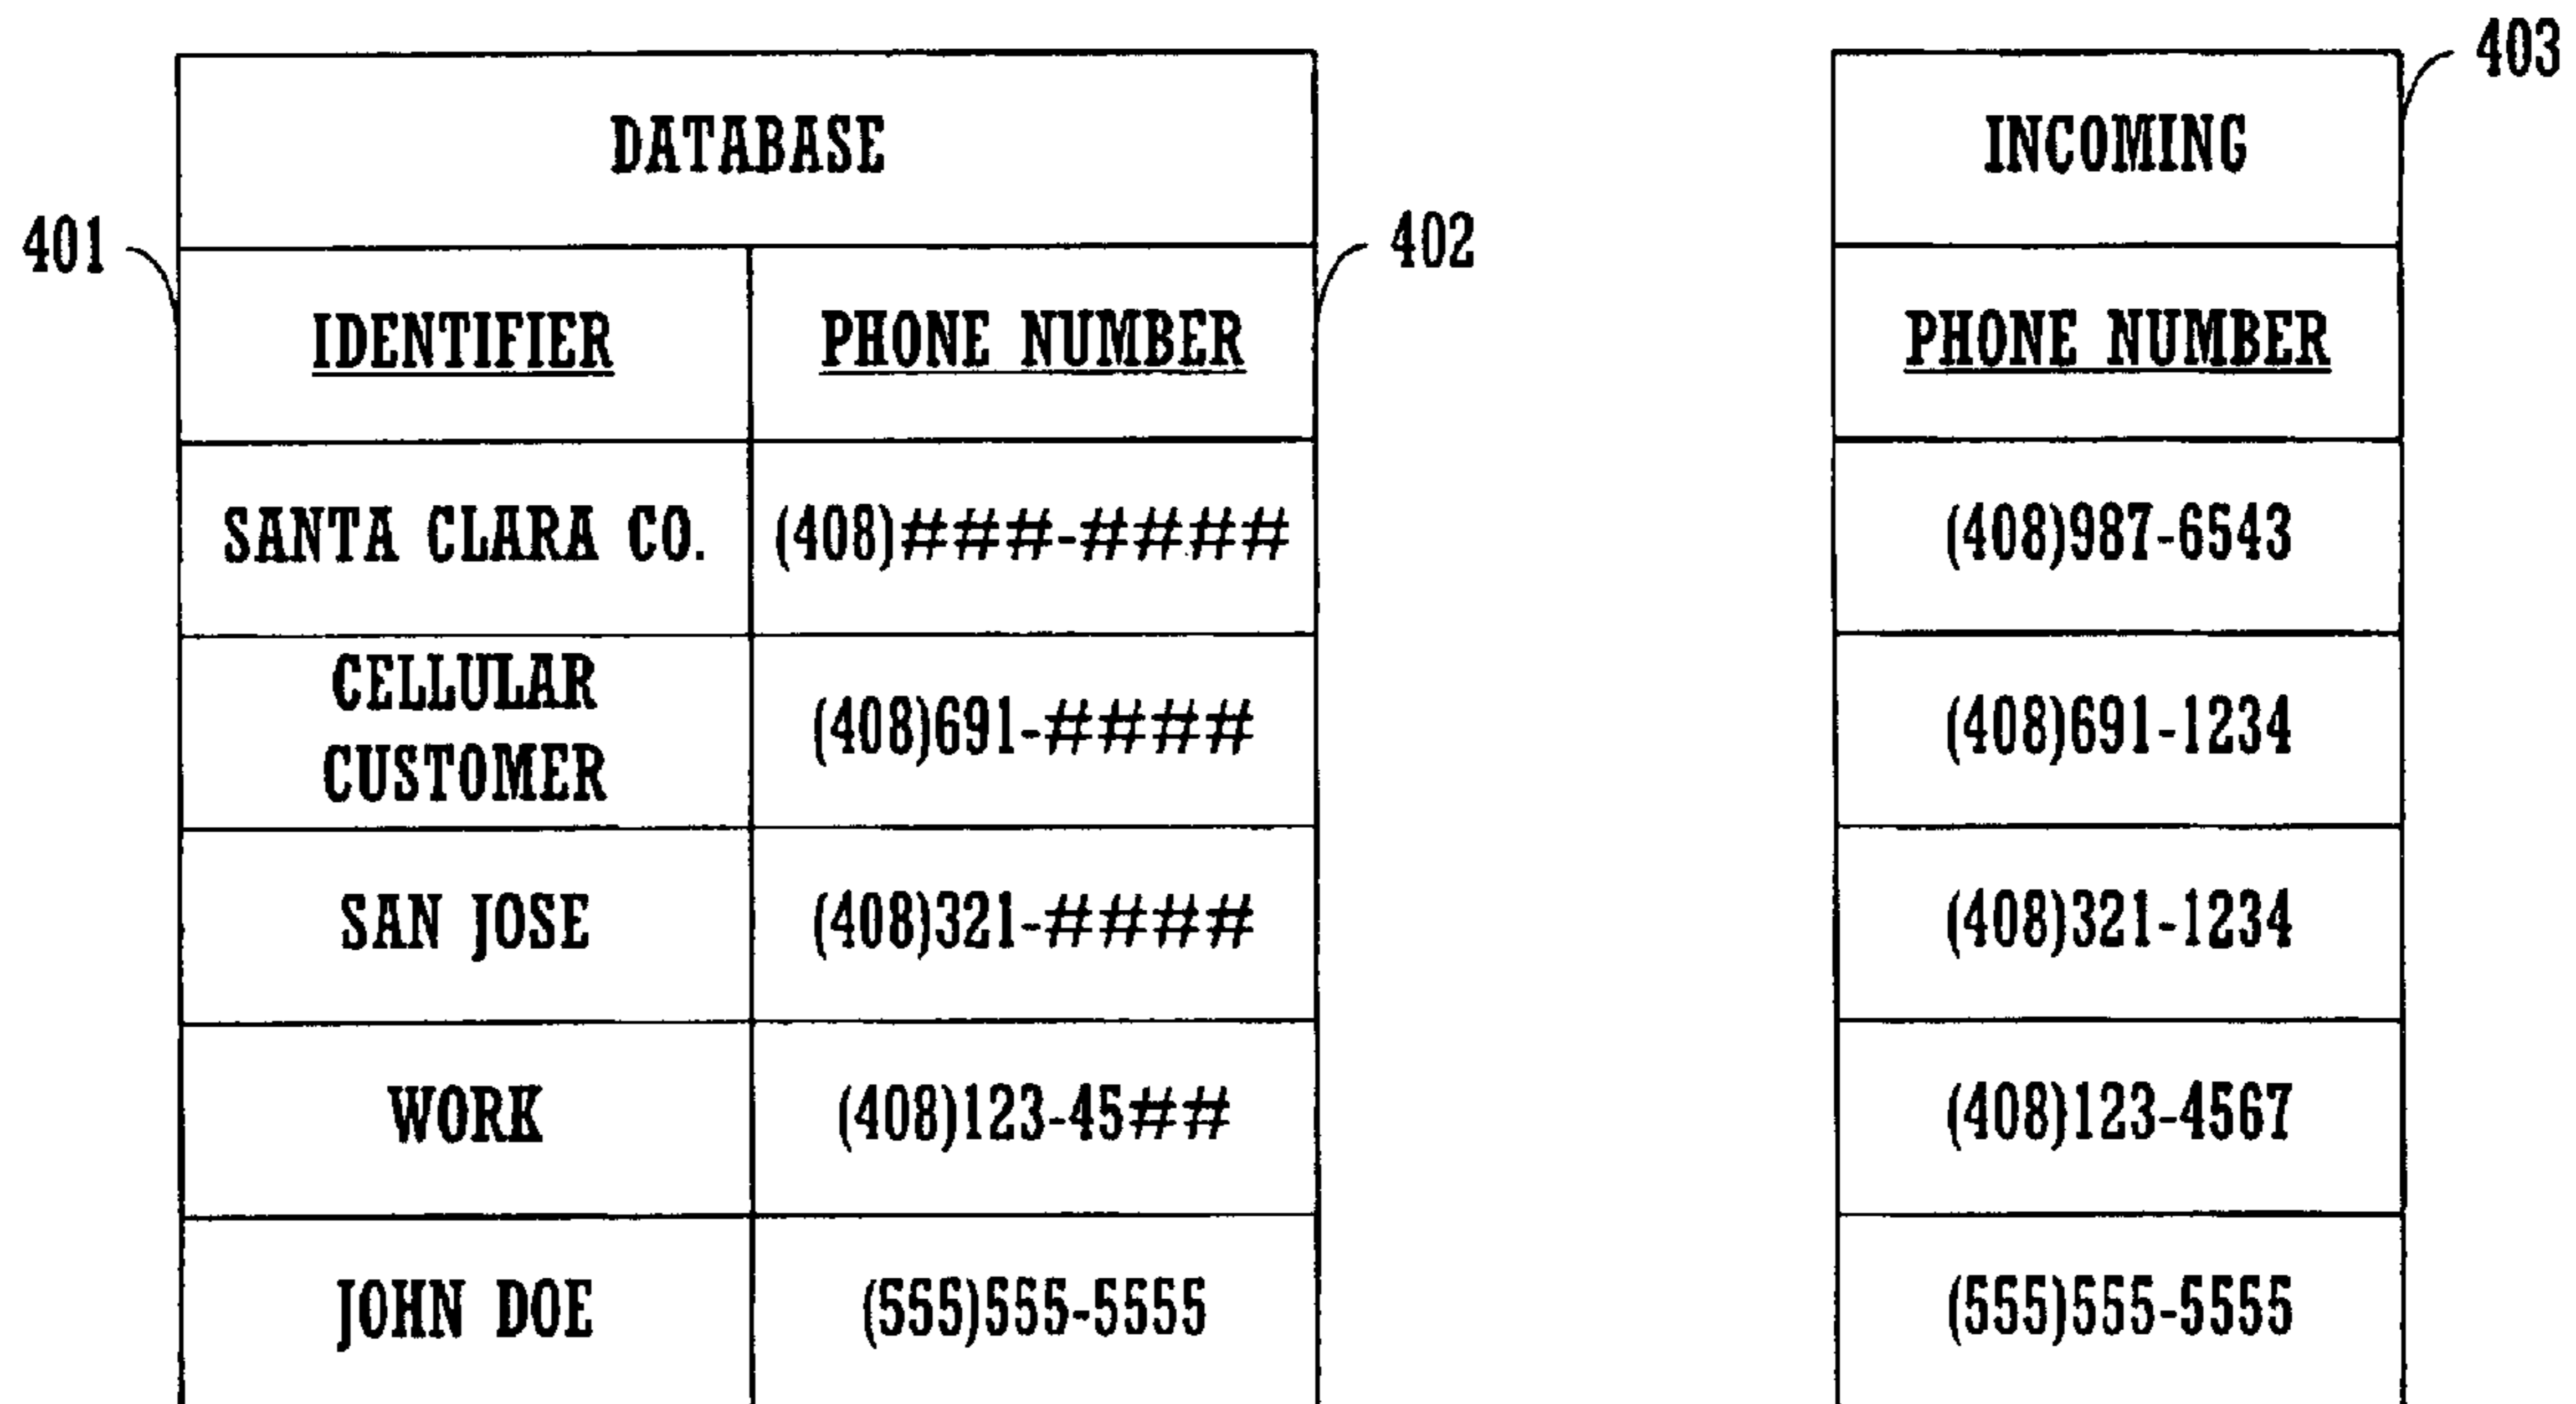 403
DATABASE
INCOMING
401
402
IDENTIFIER
PHONE NUMBER
PHONE NUMBER
SANTA CLARA CO.
(408)###-####
(408)987-6543
CELLULAR
CUSTOMER
(408)691-####
(408)691-1234
SAN JOSE
(408)321-####
(408)321-1234
WORK
(408)123-45##
(408)123-4567
JOHN DOE
(555)555-5555
(555)555-5555